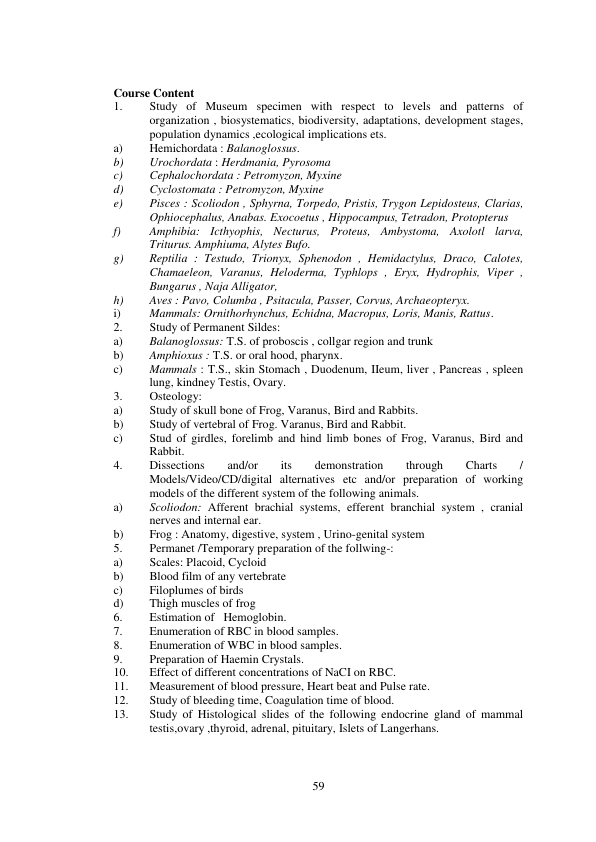 Course Content
1. Study of Museum specimen with respect to levels and patterns of
organization , biosystematics, biodiversity, adaptations, development stages,
population dynamics ,ecological implications ets.
a) Hemichordata : Balanoglossus.
b) Urochordata : Herdmania, Pyrosoma
c) Cephalochordata : Petromyzon, Myxine
d) Cyclostomata : Petromyzon, Myxine
e) Pisces : Scoliodon , Sphyrna, Torpedo, Pristis, Trygon Lepidosteus, Clarias,
Ophiocephalus, Anabas. Exocoetus , Hippocampus, Tetradon, Protopterus
f) Amphibia: Icthyophis, Necturus, Proteus, Ambystoma, Axolotl larva,
Triturus. Amphiuma, Alytes Bufo.
g) Reptilia : Testudo, Trionyx, Sphenodon , Hemidactylus, Draco, Calotes,
Chamaeleon, Varanus, Heloderma, Typhlops , Eryx, Hydrophis, Viper ,
Bungarus , Naja Alligator,
h) Aves : Pavo, Columba , Psitacula, Passer, Corvus, Archaeopteryx.
i) Mammals: Ornithorhynchus, Echidna, Macropus, Loris, Manis, Rattus.
2. Study of Permanent Sildes:
a) Balanoglossus: T.S. of proboscis , collgar region and trunk
b) Amphioxus : T.S. or oral hood, pharynx.
c) Mammals : T.S., skin Stomach , Duodenum, IIeum, liver , Pancreas , spleen
lung, kindney Testis, Ovary.
3. Osteology:
a) Study of skull bone of Frog, Varanus, Bird and Rabbits.
b) Study of vertebral of Frog. Varanus, Bird and Rabbit.
c) Stud of girdles, forelimb and hind limb bones of Frog, Varanus, Bird and
Rabbit.
4. Dissections and/or its demonstration through Charts /
Models/Video/CD/digital alternatives etc and/or preparation of working
models of the different system of the following animals.
a) Scoliodon: Afferent brachial systems, efferent branchial system , cranial
nerves and internal ear.
b) Frog : Anatomy, digestive, system , Urino-genital system
5. Permanet /Temporary preparation of the follwing-:
a) Scales: Placoid, Cycloid
b) Blood film of any vertebrate
c) Filoplumes of birds
d) Thigh muscles of frog
6. Estimation of Hemoglobin.
7. Enumeration of RBC in blood samples.
8. Enumeration of WBC in blood samples.
9. Preparation of Haemin Crystals.
10. Effect of different concentrations of NaCI on RBC.
11. Measurement of blood pressure, Heart beat and Pulse rate.
12. Study of bleeding time, Coagulation time of blood.
13. Study of Histological slides of the following endocrine gland of mammal
testis,ovary ,thyroid, adrenal, pituitary, Islets of Langerhans.
59